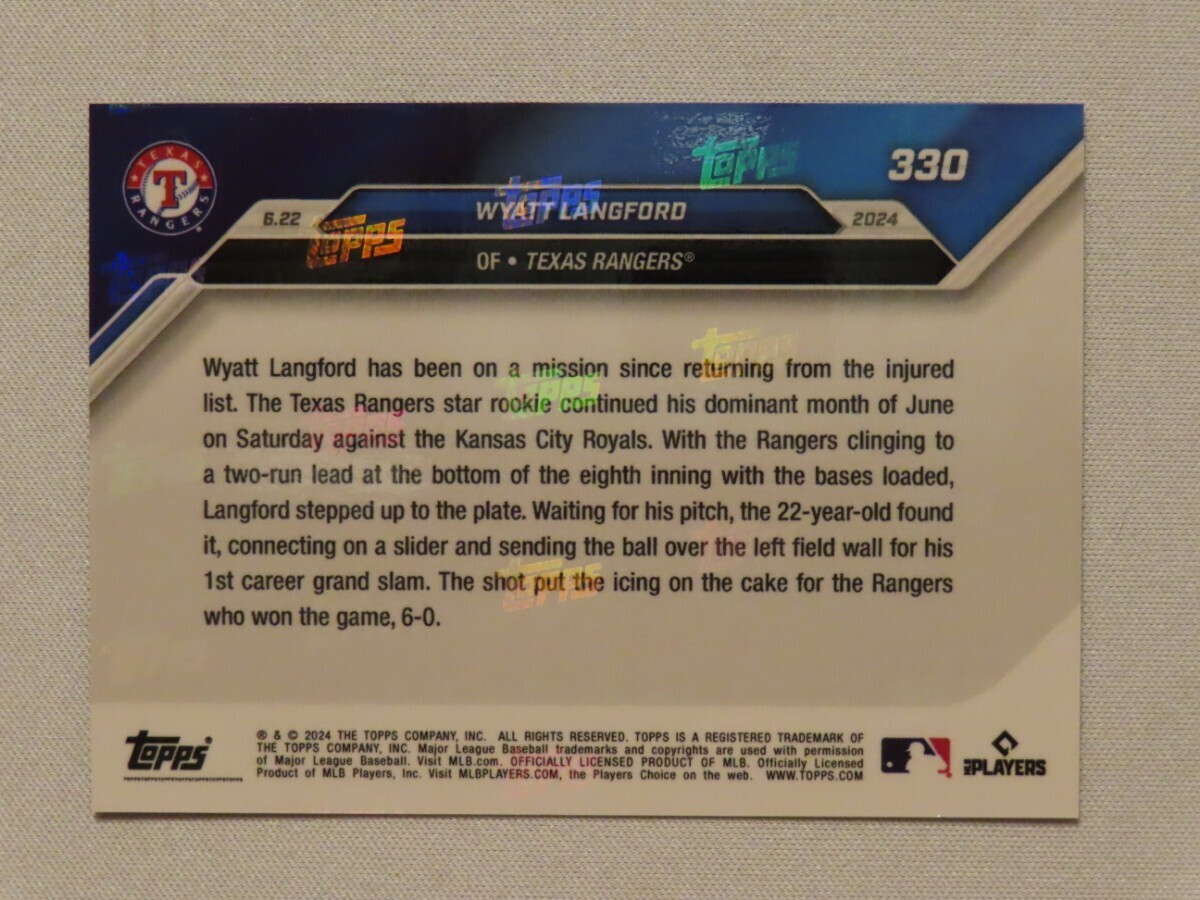 TEXAS
T
RANGERS
330
6.22
WYATT LANGFORD
2024
OF • TEXAS RANGERS®
Topps
Topps
Topps
Topps
Topps
Topps
Wyatt Langford has been on a mission since returning from the injured
list. The Texas Rangers star rookie continued his dominant month of June
on Saturday against the Kansas City Royals. With the Rangers clinging to
a two-run lead at the bottom of the eighth inning with the bases loaded,
Langford stepped up to the plate. Waiting for his pitch, the 22-year-old found
it, connecting on a slider and sending the ball over the left field wall for his
1st career grand slam. The shot put the icing on the cake for the Rangers
who won the game, 6-0.
Topps
® & © 2024 THE TOPPS COMPANY, INC. ALL RIGHTS RESERVED. TOPPS IS A REGISTERED TRADEMARK OF
THE TOPPS COMPANY, INC. Major League Baseball trademarks and copyrights are used with permission
of Major League Baseball. Visit MLB.com. OFFICIALLY LICENSED PRODUCT OF MLB. Officially Licensed
Product of MLB Players, Inc. Visit MLBPLAYERS.COM, the Players Choice on the web. WWW.TOPPS.COM
MLB PLAYERS